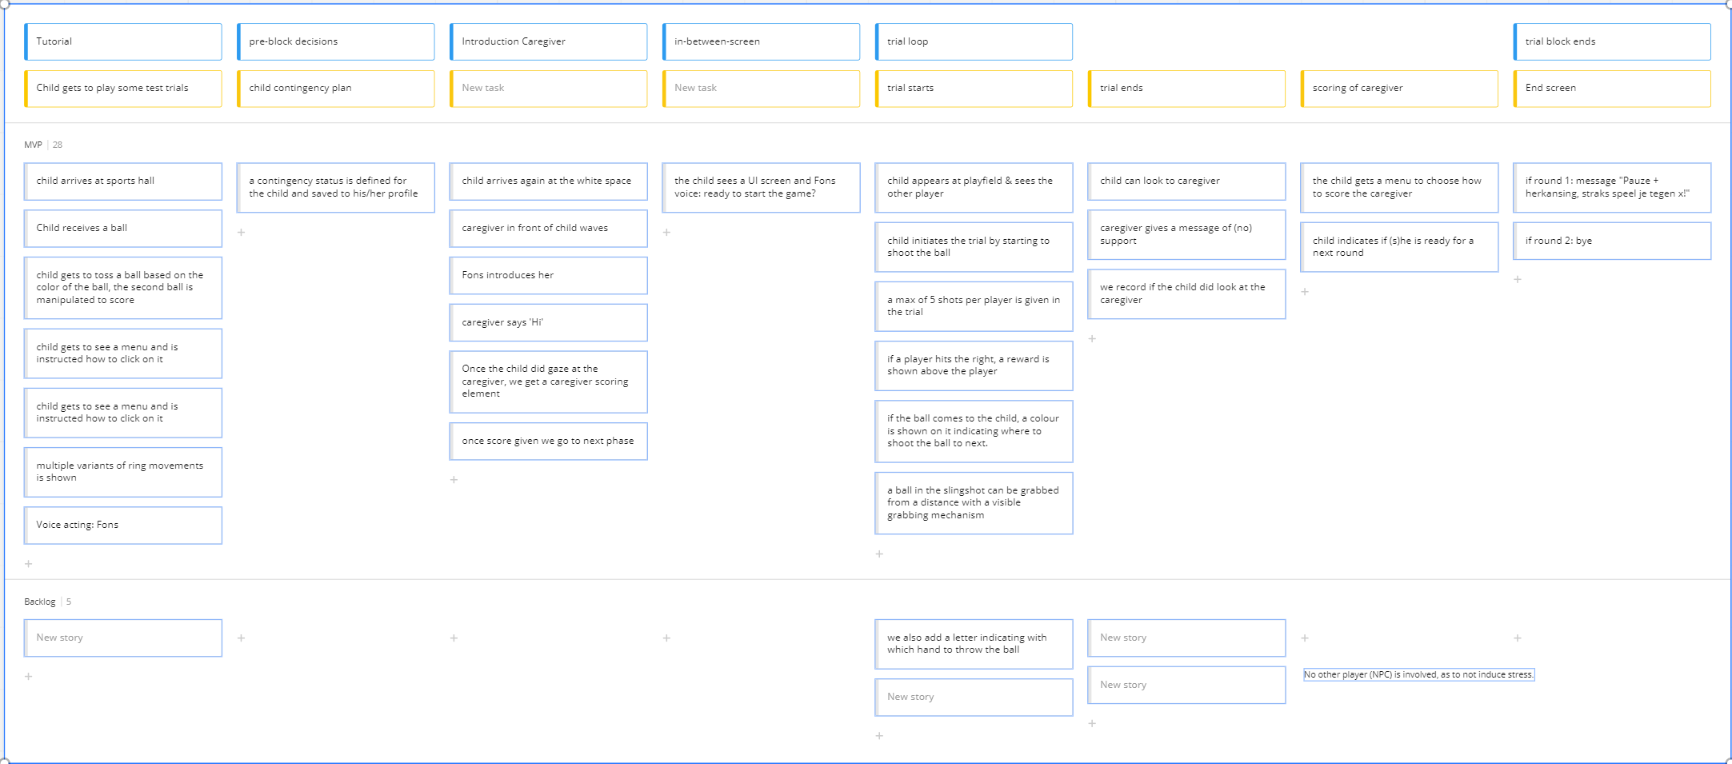 Tutorial
pre-block decisions
Introduction Caregiver
in-between-screen
trial loop
trial block ends
Child gets to play some test trials
child contingency plan
New task
New task
trial starts
trial ends
scoring of caregiver
End screen
MVP | 28
child arrives at sports hall
Child receives a ball
child gets to toss a ball based on the
color of the ball, the second ball is
manipulated to score
child gets to see a menu and is
instructed how to click on it
child gets to see a menu and is
instructed how to click on it
multiple variants of ring movements
is shown
Voice acting: Fons
+
a contingency status is defined for
the child and saved to his/her profile
+
child arrives again at the white space
caregiver in front of child waves
Fons introduces her
caregiver says 'Hi'
Once the child did gaze at the
caregiver, we get a caregiver scoring
element
once score given we go to next phase
+
the child sees a UI screen and Fons
voice: ready to start the game?
+
child appears at playfield & sees the
other player
child initiates the trial by starting to
shoot the ball
a max of 5 shots per player is given in
the trial
if a player hits the right, a reward is
shown above the player
if the ball comes to the child, a colour
is shown on it indicating where to
shoot the ball to next.
a ball in the slingshot can be grabbed
from a distance with a visible
grabbing mechanism
+
child can look to caregiver
caregiver gives a message of (no)
support
we record if the child did look at the
caregiver
+
the child gets a menu to choose how
to score the caregiver
child indicates if (s)he is ready for a
next round
+
if round 1: message "Pauze +
herkansing, straks speel je tegen x!"
if round 2: bye
+
Backlog | 5
New story
+
+
+
+
we also add a letter indicating with
which hand to throw the ball
New story
+
New story
New story
+
+
No other player (NPC) is involved, as to not induce stress.
+